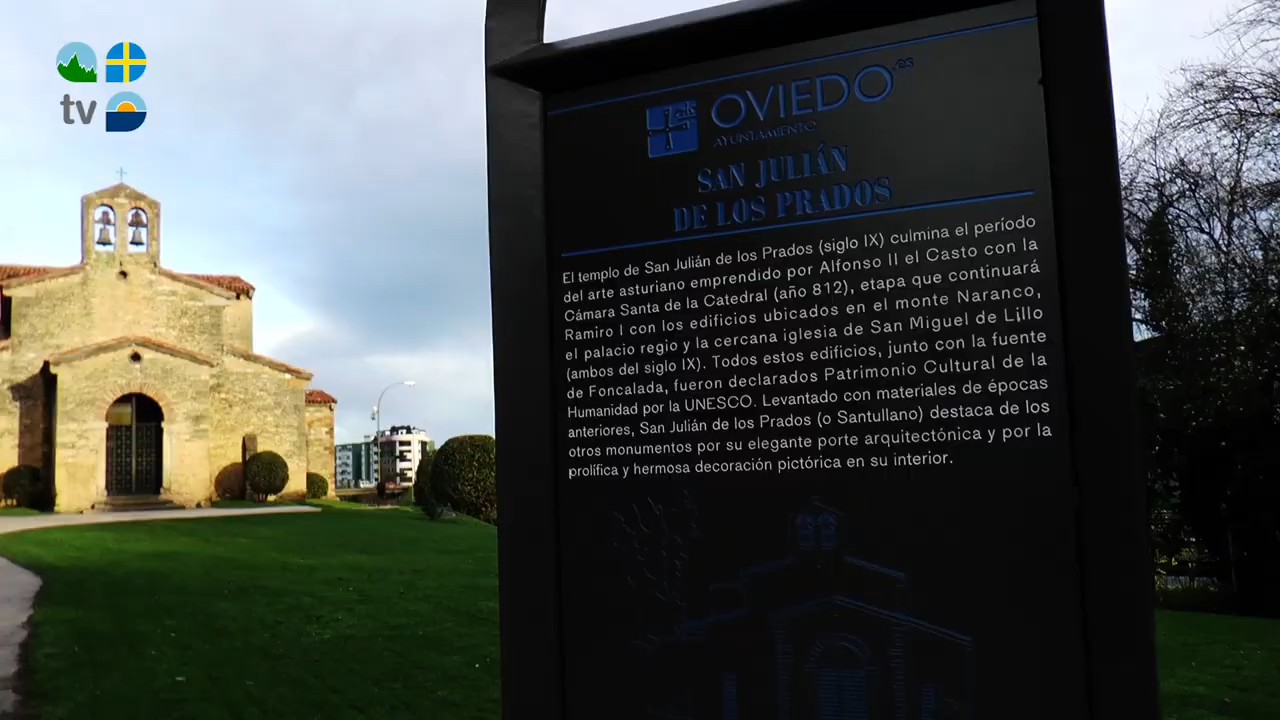 tv
OVIEDO.es
AYUNTAMIENTO
SAN JULIÁN
DE LOS PRADOS
El templo de San Julián de los Prados (siglo IX) culmina el período
del arte asturiano emprendido por Alfonso II el Casto con la
Cámara Santa de la Catedral (año 812), etapa que continuará
Ramiro I con los edificios ubicados en el monte Naranco,
el palacio regio y la cercana iglesia de San Miguel de Lillo
(ambos del siglo IX). Todos estos edificios, junto con la fuente
de Foncalada, fueron declarados Patrimonio Cultural de la
Humanidad por la UNESCO. Levantado con materiales de épocas
anteriores, San Julián de los Prados (o Santullano) destaca de los
otros monumentos por su elegante porte arquitectónica y por la
prolífica y hermosa decoración pictórica en su interior.